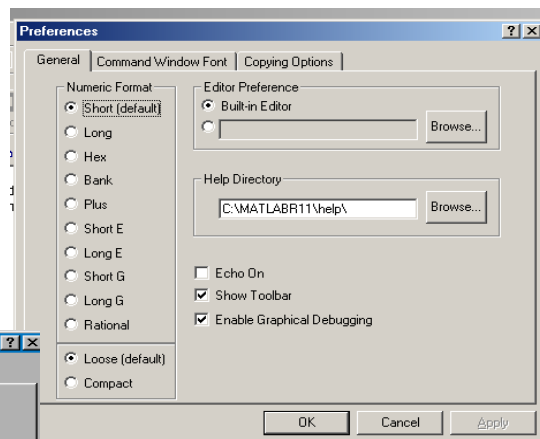 Preferences
General
Command Window Font
Copying Options
Numeric Format
Short (default)
Long
Hex
Bank
Plus
Short E
Long E
Short G
Long G
Rational
Loose (default)
Compact
Editor Preference
Built-in Editor
Browse...
Help Directory
C:\MATLABR11\help\
Browse...
Echo On
Show Toolbar
Enable Graphical Debugging
OK
Cancel
Apply